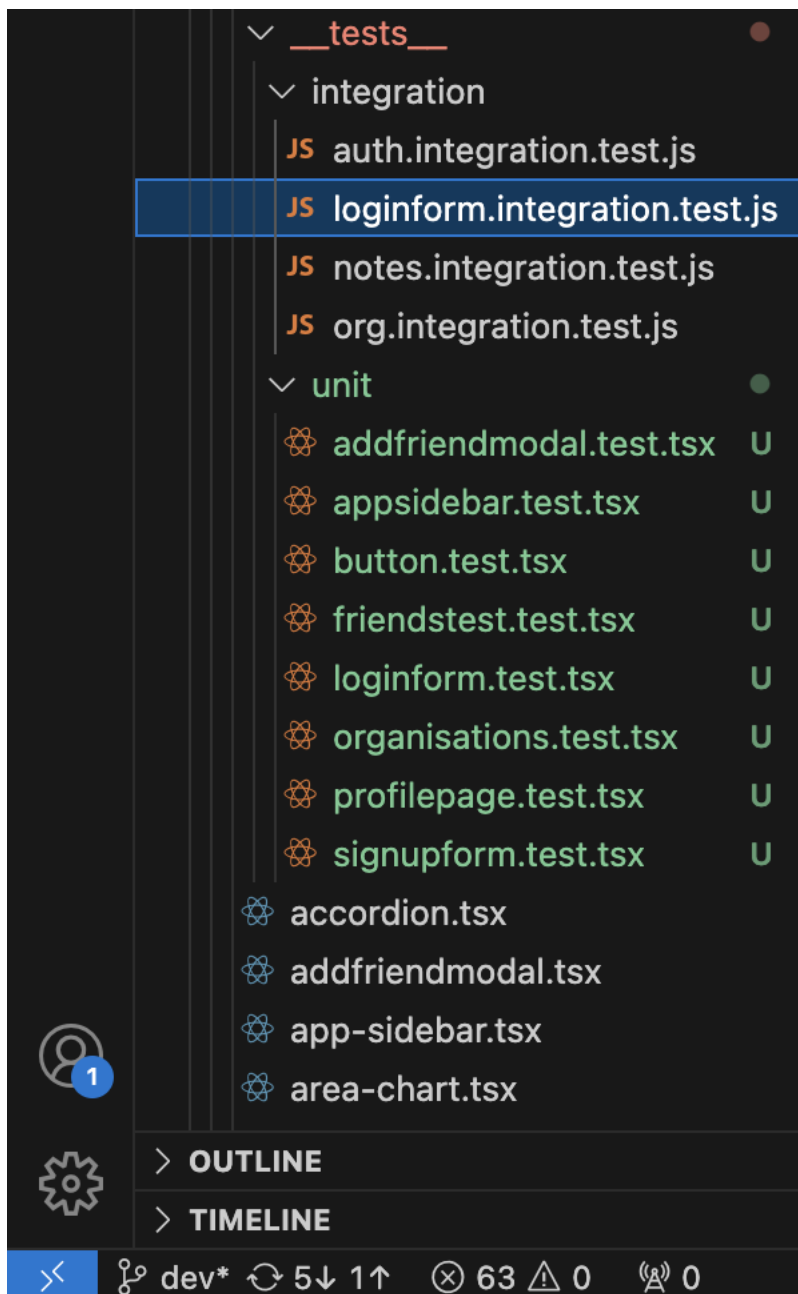 __tests__
integration
JS auth.integration.test.js
JS loginform.integration.test.js
JS notes.integration.test.js
JS org.integration.test.js
unit
addfriendmodal.test.tsx U
appsidebar.test.tsx U
button.test.tsx U
friendstest.test.tsx U
loginform.test.tsx U
organisations.test.tsx U
profilepage.test.tsx U
signupform.test.tsx U
accordion.tsx
addfriendmodal.tsx
app-sidebar.tsx
1
area-chart.tsx
OUTLINE
TIMELINE
dev* 5↓ 1↑ 63 0 0